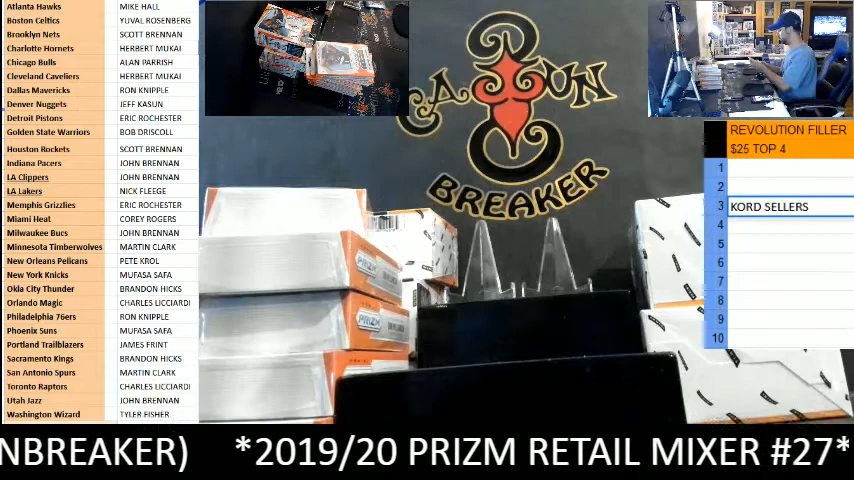 Atlanta Hawks MIKE HALL
Boston Celtics YUVAL ROSENBERG
Brooklyn Nets SCOTT BRENNAN
Charlotte Hornets HERBERT MUKAI
Chicago Bulls ALAN PARRISH
Cleveland Cavaliers HERBERT MUKAI
Dallas Mavericks RON KNIPPLE
Denver Nuggets JEFF KASUN
Detroit Pistons ERIC ROCHESTER
Golden State Warriors BOB DRISCOLL
Houston Rockets SCOTT BRENNAN
Indiana Pacers JOHN BRENNAN
LA Clippers JOHN BRENNAN
LA Lakers NICK FLEEGE
Memphis Grizzlies ERIC ROCHESTER
Miami Heat COREY ROGERS
Milwaukee Bucs JOHN BRENNAN
Minnesota Timberwolves MARTIN CLARK
New Orleans Pelicans PETE KROL
New York Knicks MUFASA SAFA
Okla City Thunder BRANDON HICKS
Orlando Magic CHARLES LICCIARDI
Philadelphia 76ers RON KNIPPLE
Phoenix Suns MUFASA SAFA
Portland Trailblazers JAMES FRINT
Sacramento Kings BRANDON HICKS
San Antonio Spurs MARTIN CLARK
Toronto Raptors CHARLES LICCIARDI
Utah Jazz JOHN BRENNAN
Washington Wizard TYLER EISHER
CAJUN
BREAKER
PRIZM
PRIZM
REVOLUTION FILLER
$25 TOP 4
1
2
3 KORD SELLERS
4
5
6
7
8
9
10
NBREAKER) *2019/20 PRIZM RETAIL MIXER #27*